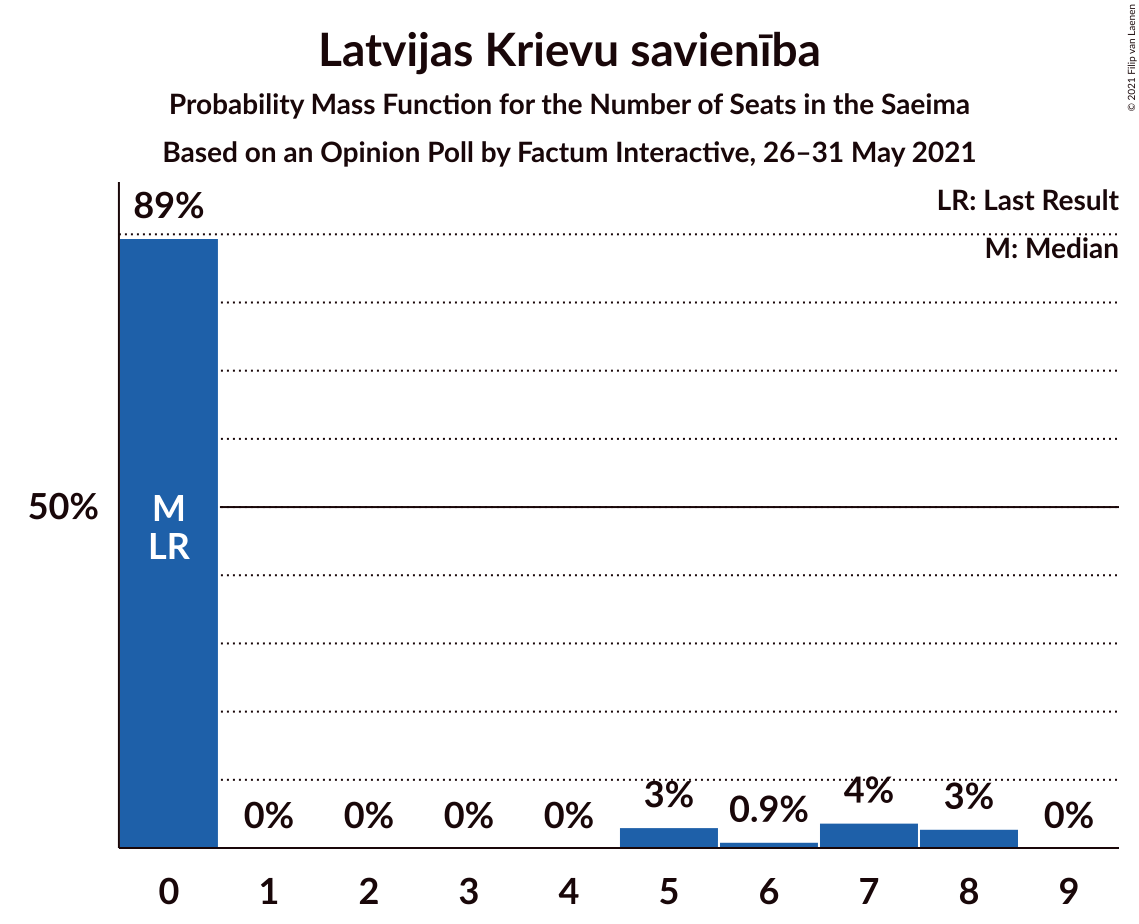 Latvijas Krievu savienība
Probability Mass Function for the Number of Seats in the Saeima
Based on an Opinion Poll by Factum Interactive, 26–31 May 2021
© 2021 Filip van Laenen
LR: Last Result
M: Median
89%
50%
M
LR
0% 0% 0% 0% 3% 0.9% 4% 3% 0%
0 1 2 3 4 5 6 7 8 9